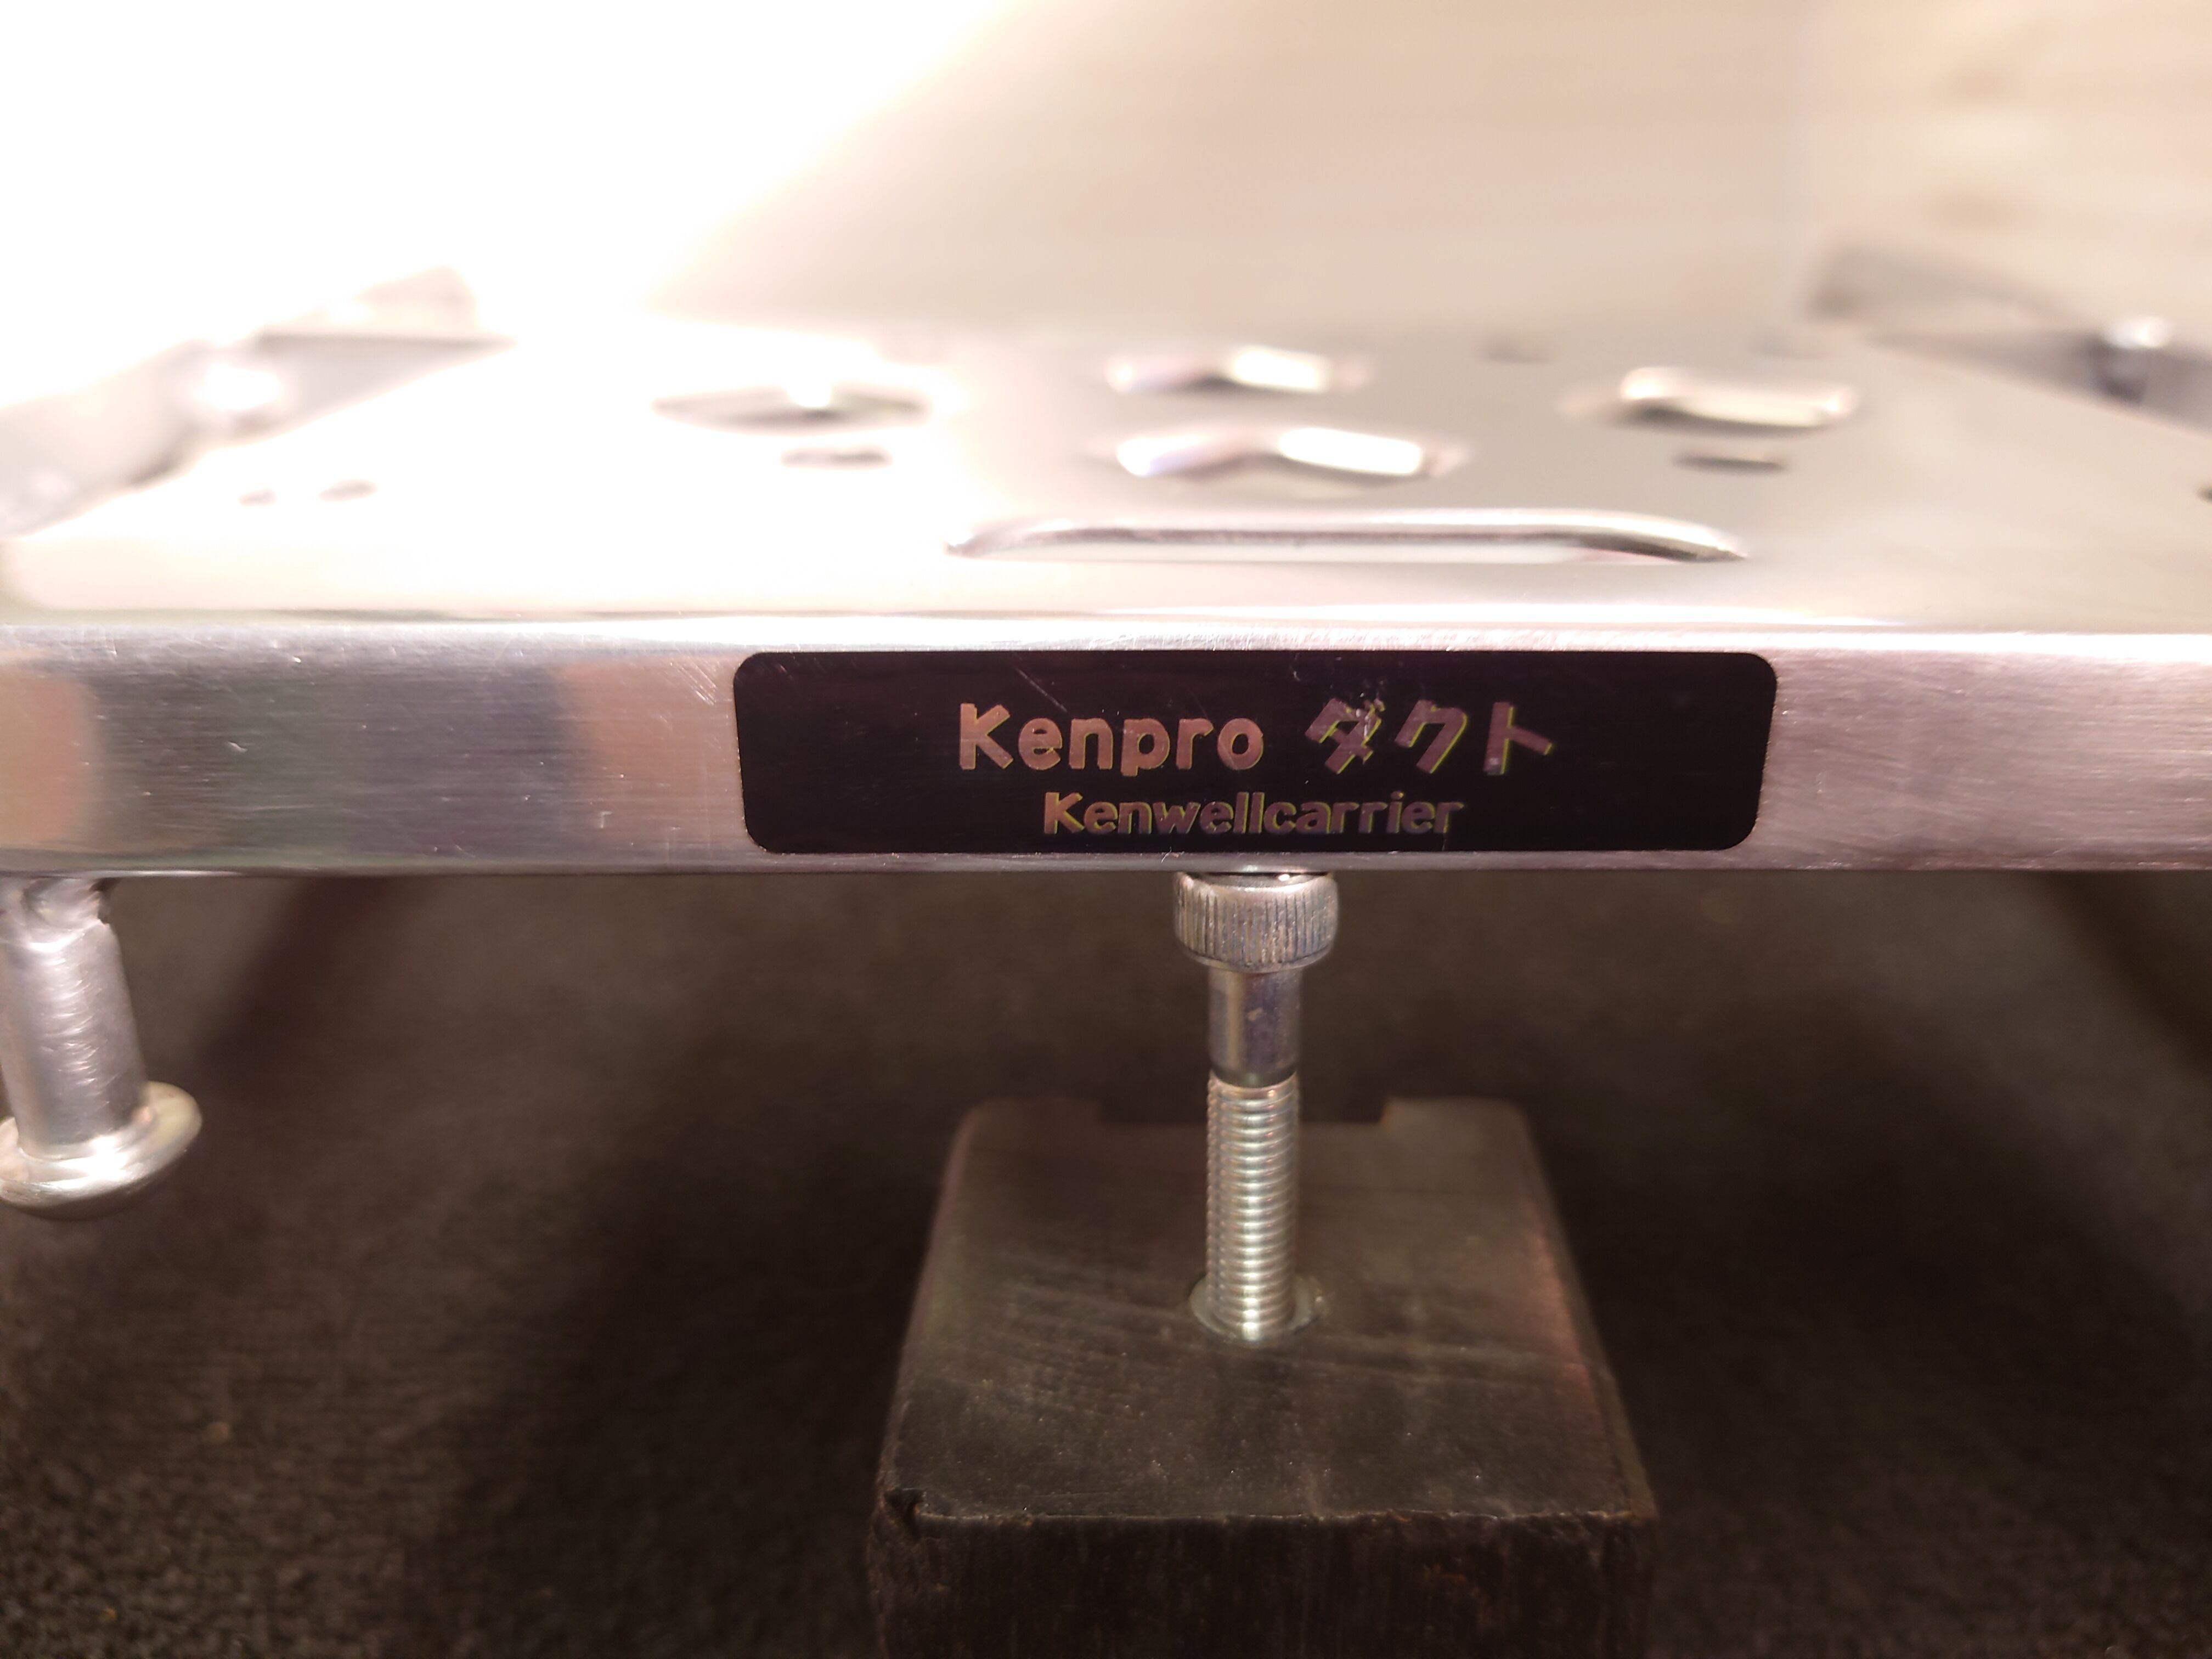 Kenpro ダクト
Kenwellcarrier